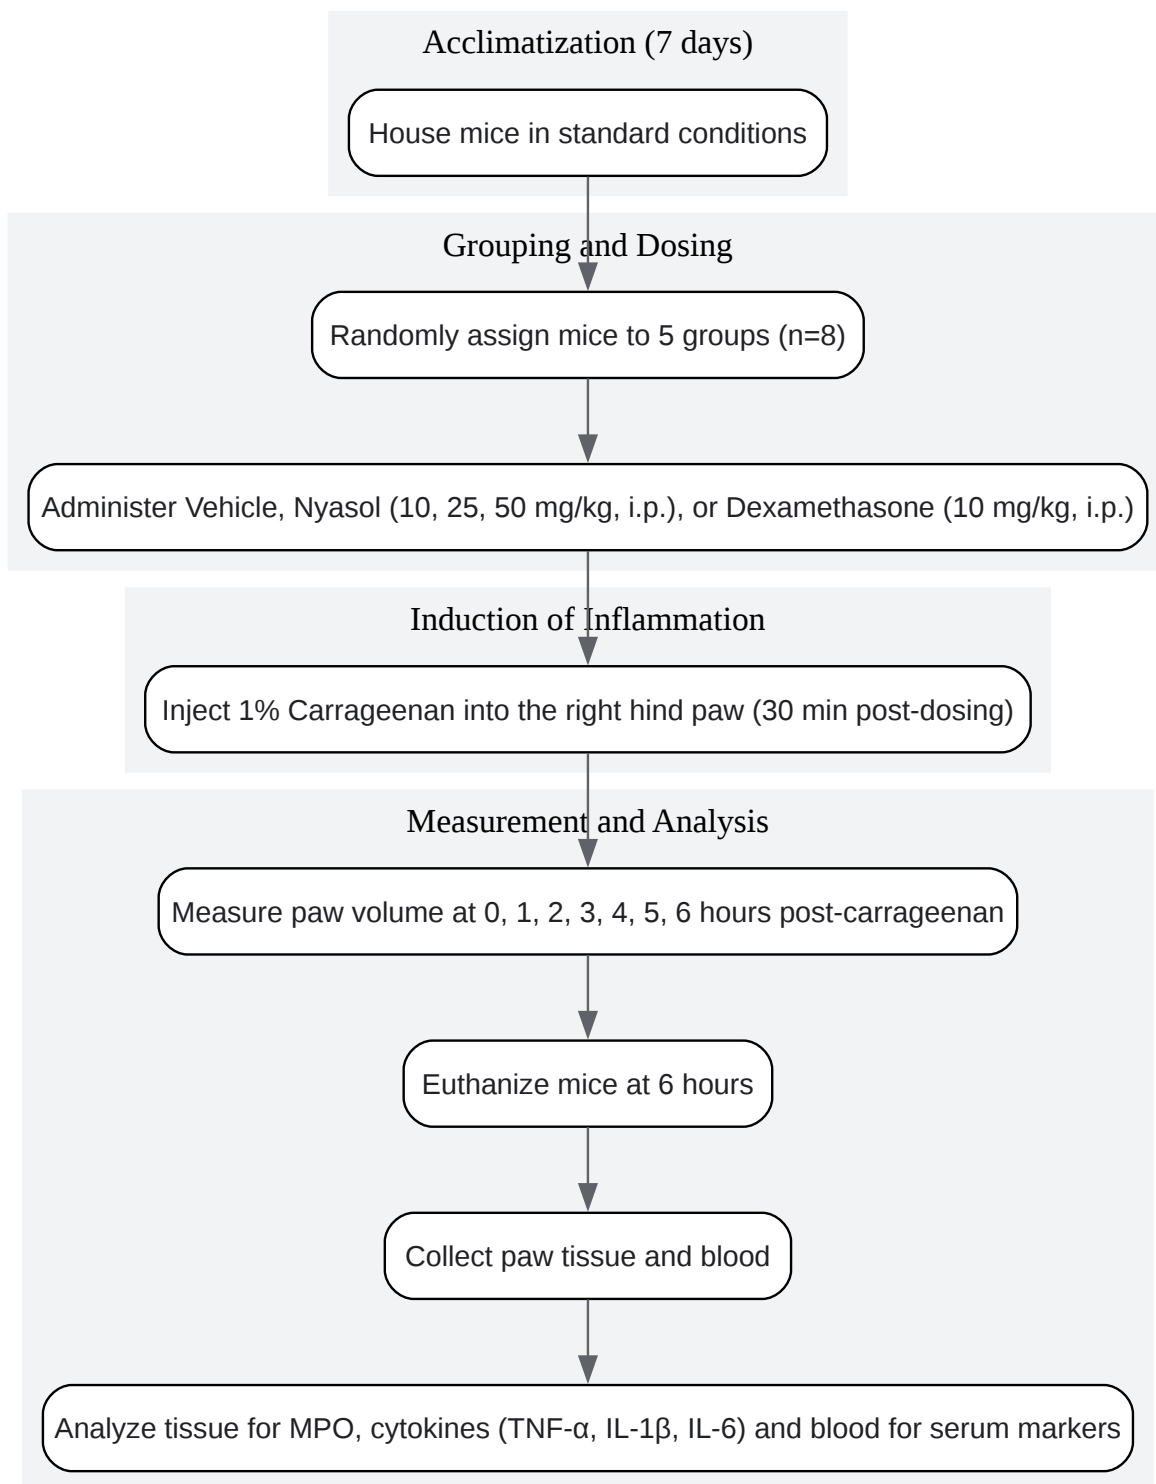 Acclimatization (7 days)
House mice in standard conditions
Grouping and Dosing
Randomly assign mice to 5 groups (n=8)
Administer Vehicle, Nyasol (10, 25, 50 mg/kg, i.p.), or Dexamethasone (10 mg/kg, i.p.)
Induction of Inflammation
Inject 1% Carrageenan into the right hind paw (30 min post-dosing)
Measurement and Analysis
Measure paw volume at 0, 1, 2, 3, 4, 5, 6 hours post-carrageenan
Euthanize mice at 6 hours
Collect paw tissue and blood
Analyze tissue for MPO, cytokines (TNF-α, IL-1β, IL-6) and blood for serum markers